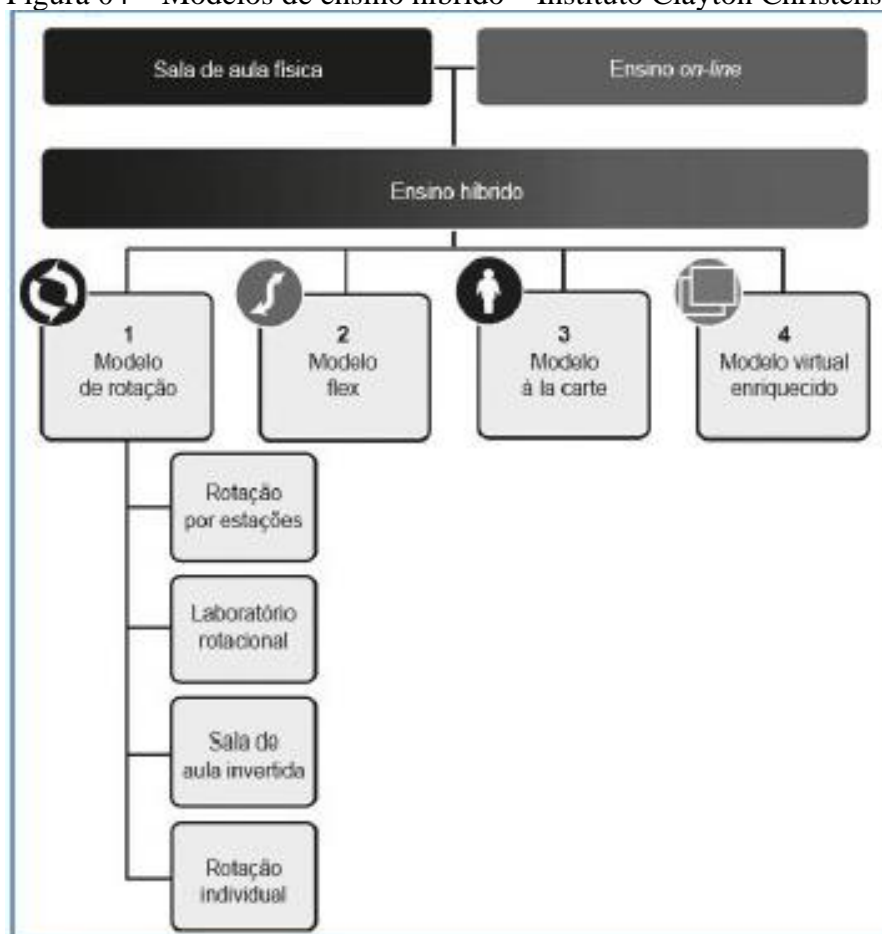 Modelos de ensino híbrido – Instituto Clayton Christens
Sala de aula física
Ensino on-line
Ensino híbrido
1
Modelo
de rotação
2
Modelo
flex
3
Modelo
à la carte
4
Modelo virtual
enriquecido
Rotação
por estações
Laboratório
rotacional
Sala de
aula invertida
Rotação
individual